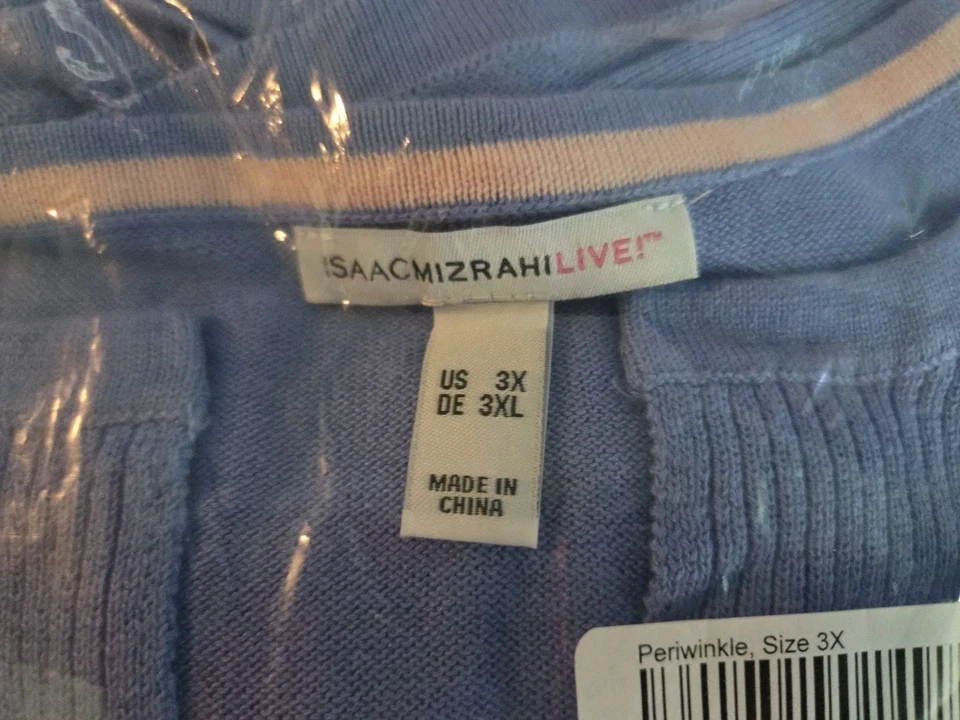 ISAACMIZRAHILIVE!™
US 3X
DE 3XL
MADE IN
CHINA
Periwinkle, Size 3X